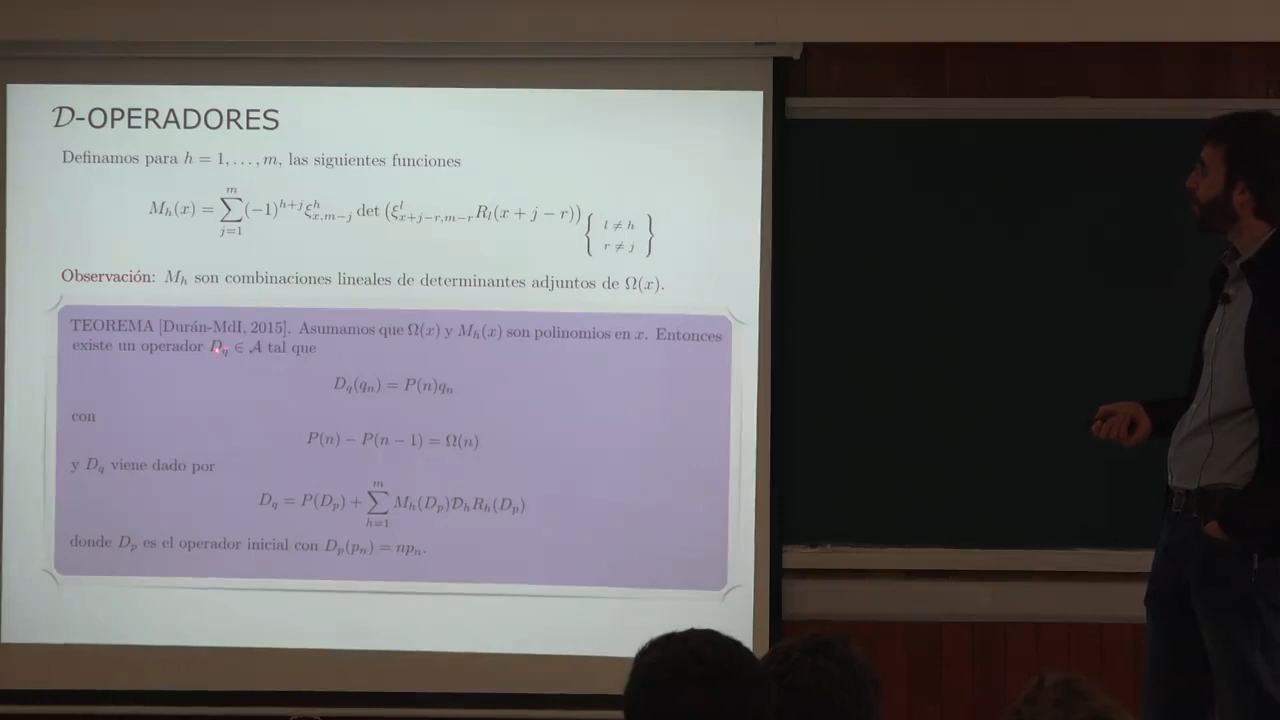 𝒟-OPERADORES
Definamos para h = 1, . . . , m, las siguientes funciones
M_h(x) = \sum_{j=1}^{m} (-1)^{h+j} ξ^h_{x,m-j} det (ξ^l_{x+j-r,m-r} R_l(x + j - r))_{\{l ≠ h, r ≠ j\}}
Observación: M_h son combinaciones lineales de determinantes adjuntos de Ω(x).
TEOREMA [Durán-MdI, 2015]. Asumamos que Ω(x) y M_h(x) son polinomios en x. Entonces
existe un operador D_q ∈ 𝒜 tal que
D_q(q_n) = P(n)q_n
con
P(n) − P(n − 1) = Ω(n)
y D_q viene dado por
D_q = P(D_p) + \sum_{h=1}^{m} M_h(D_p)𝒟_h R_h(D_p)
donde D_p es el operador inicial con D_p(p_n) = np_n.